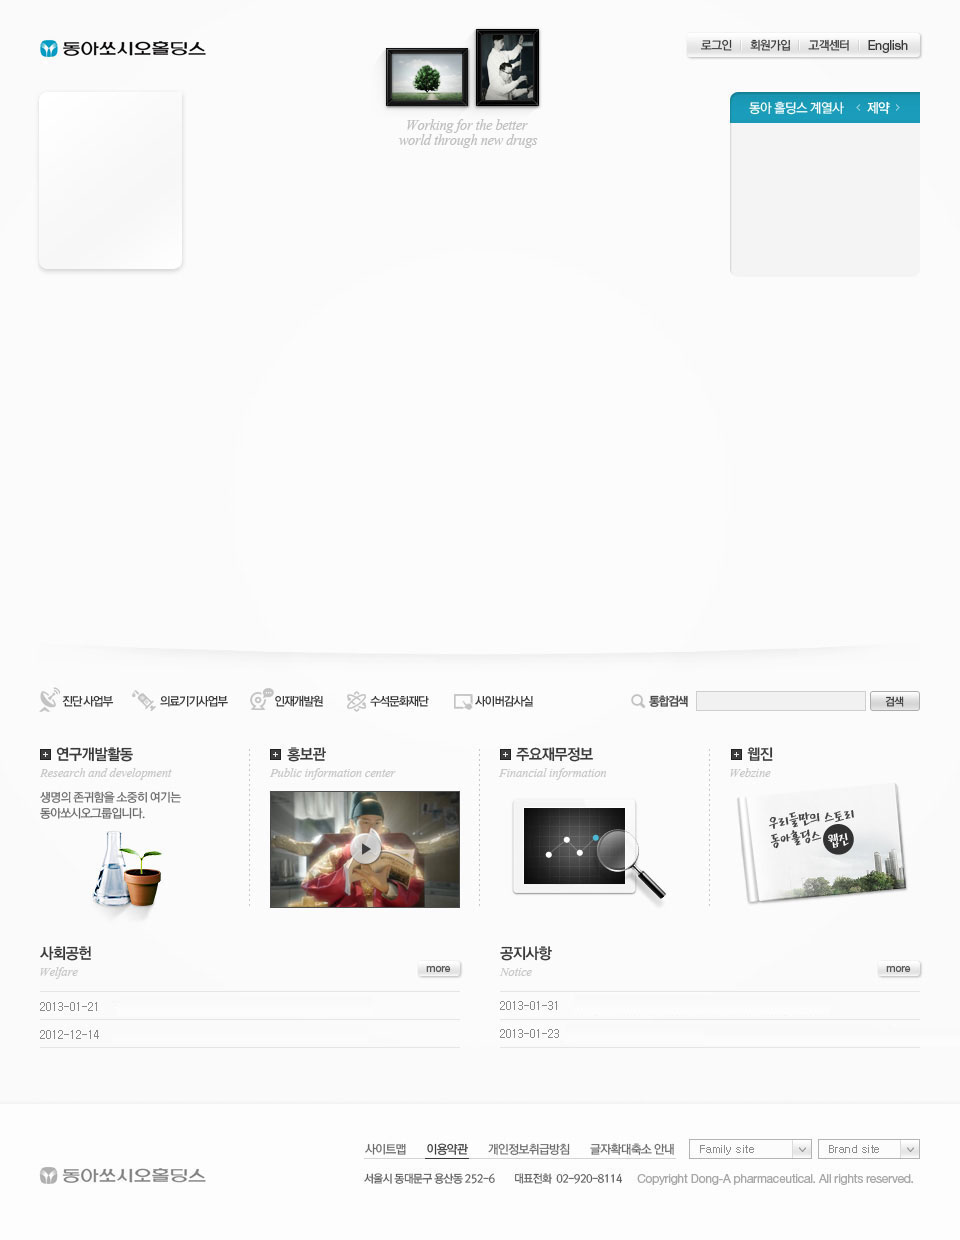 동아쏘시오홀딩스
로그인 회원가입 고객센터 English
Working for the better
world through new drugs
동아 홀딩스 계열사 제약
진단 사업부 의료기기사업부 인재개발원 수석문화재단 사이버감사실 통합검색 검색
연구개발활동
Research and development
생명의 존귀함을 소중히 여기는
동아쏘시오그룹입니다.
홍보관
Public information center
주요재무정보
Financial information
웹진
Webzine
우리들만의 스토리
동아홀딩스 웹진
사회공헌
Welfare
more
2013-01-21
2012-12-14
공지사항
Notice
more
2013-01-31
2013-01-23
사이트맵 이용약관 개인정보취급방침 글자확대축소 안내 Family site Brand site
동아쏘시오홀딩스
서울시 동대문구 용산동 252-6 대표전화 02-920-8114 Copyright Dong-A pharmaceutical. All rights reserved.